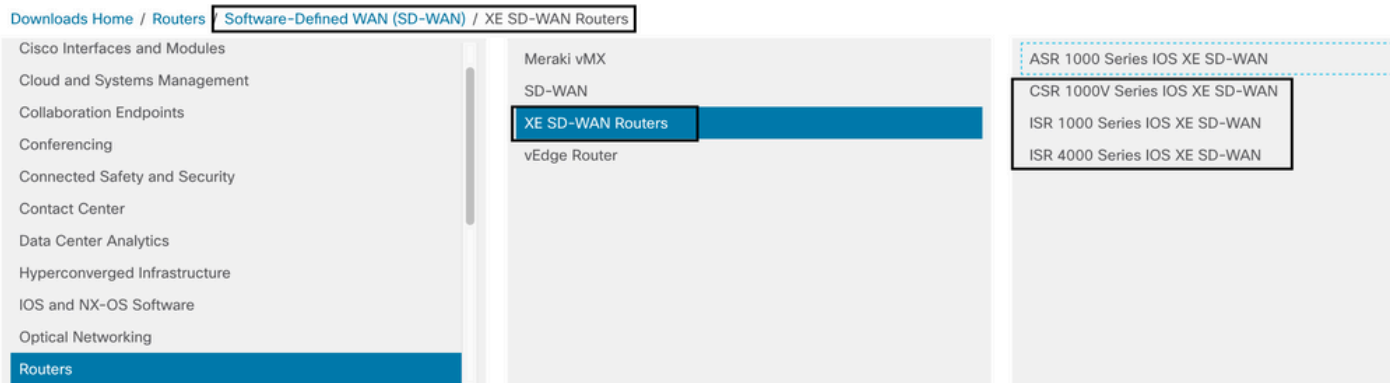 Downloads Home / Routers / Software-Defined WAN (SD-WAN) / XE SD-WAN Routers
Cisco Interfaces and Modules
Cloud and Systems Management
Collaboration Endpoints
Conferencing
Connected Safety and Security
Contact Center
Data Center Analytics
Hyperconverged Infrastructure
IOS and NX-OS Software
Optical Networking
Routers
Meraki vMX
SD-WAN
XE SD-WAN Routers
vEdge Router
ASR 1000 Series IOS XE SD-WAN
CSR 1000V Series IOS XE SD-WAN
ISR 1000 Series IOS XE SD-WAN
ISR 4000 Series IOS XE SD-WAN